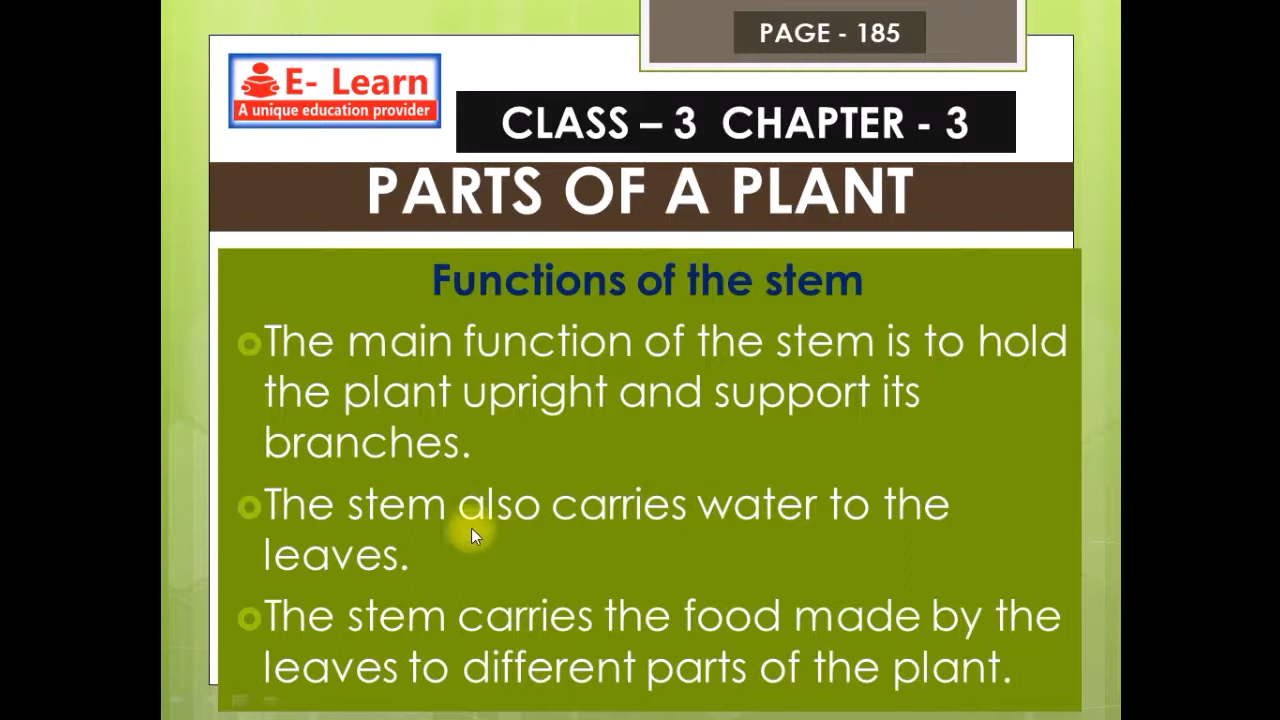 PAGE - 185
E- Learn
A unique education provider
CLASS – 3 CHAPTER - 3
PARTS OF A PLANT
Functions of the stem
The main function of the stem is to hold
the plant upright and support its
branches.
The stem also carries water to the
leaves.
The stem carries the food made by the
leaves to different parts of the plant.